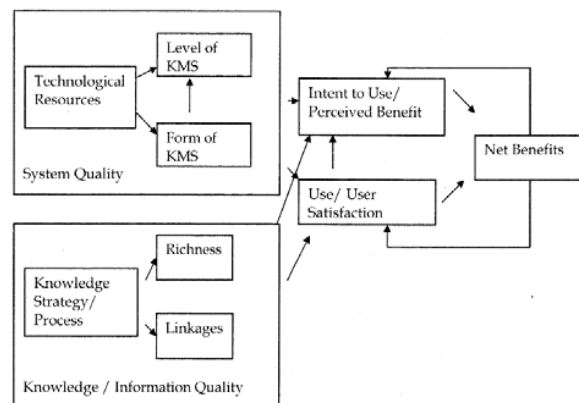 Level of
KMS
Technological
Resources
Form of
KMS
System Quality
Intent to Use/
Perceived Benefit
Net Benefits
Use/ User
Satisfaction
Richness
Knowledge
Strategy/
Process
Linkages
Knowledge / Information Quality